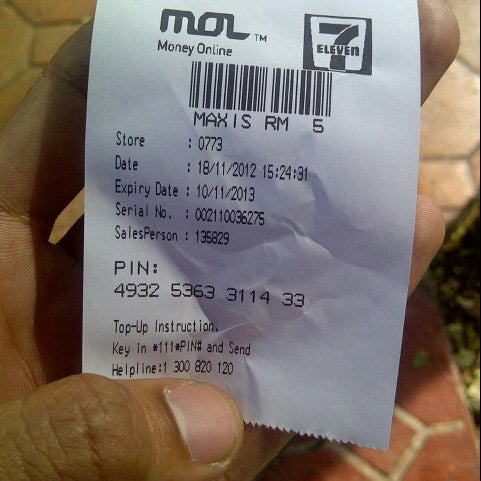 mol ™
Money Online
7
ELEVEN
MAXIS RM 5
Store : 0773
Date : 18/11/2012 15:24:31
Expiry Date : 10/11/2013
Serial No. : 002110036275
SalesPerson : 135829
PIN:
4932 5363 3114 33
Top-Up Instruction.
Key in *111*PIN# and Send
Helpline:1 300 820 120